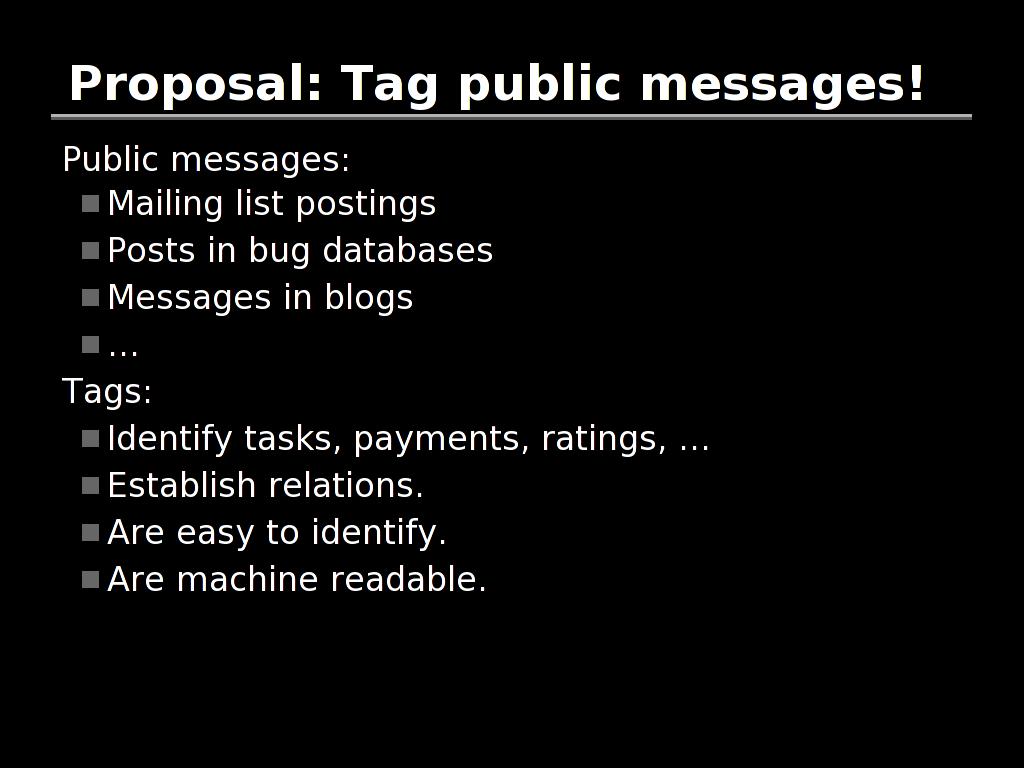 Proposal: Tag public messages!
Public messages:
Mailing list postings
Posts in bug databases
Messages in blogs
...
Tags:
Identify tasks, payments, ratings, ...
Establish relations.
Are easy to identify.
Are machine readable.